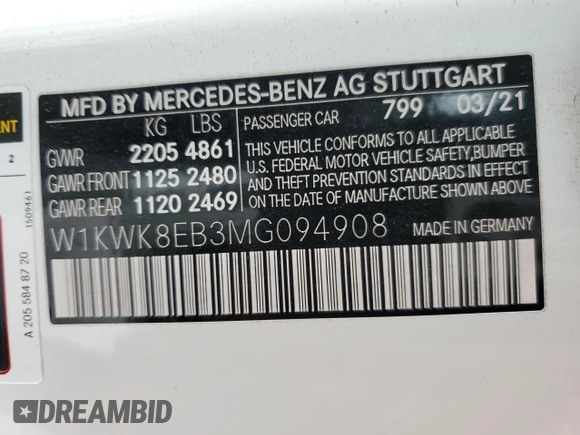 MFD BY MERCEDES-BENZ AG STUTTGART
KG LBS
GVWR 2205 4861
GAWR FRONT 1125 2480
GAWR REAR 1120 2469
PASSENGER CAR 799 03/21
THIS VEHICLE CONFORMS TO ALL APPLICABLE
U.S. FEDERAL MOTOR VEHICLE SAFETY, BUMPER
AND THEFT PREVENTION STANDARDS IN EFFECT
ON THE DATE OF MANUFACTURE SHOWN ABOVE
W1KWK8EB3MG094908
MADE IN GERMANY
2
1509461
A 205 584 87 20
DREAMBID